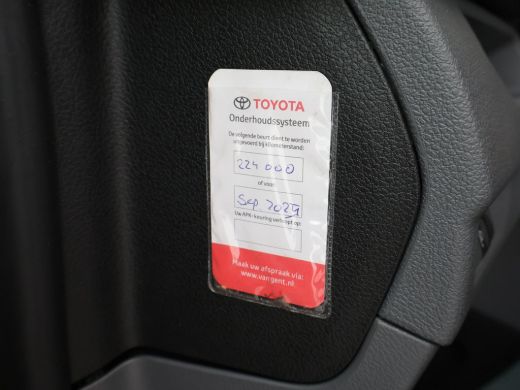 TOYOTA
Onderhoudssysteem
De volgende beurt dient te worden
uitgevoerd bij kilometerstand:
224 000
of voor:
Sep. 2024
Uw APK-keuring verloopt op:
Maak uw afspraak via:
www.vangent.nl